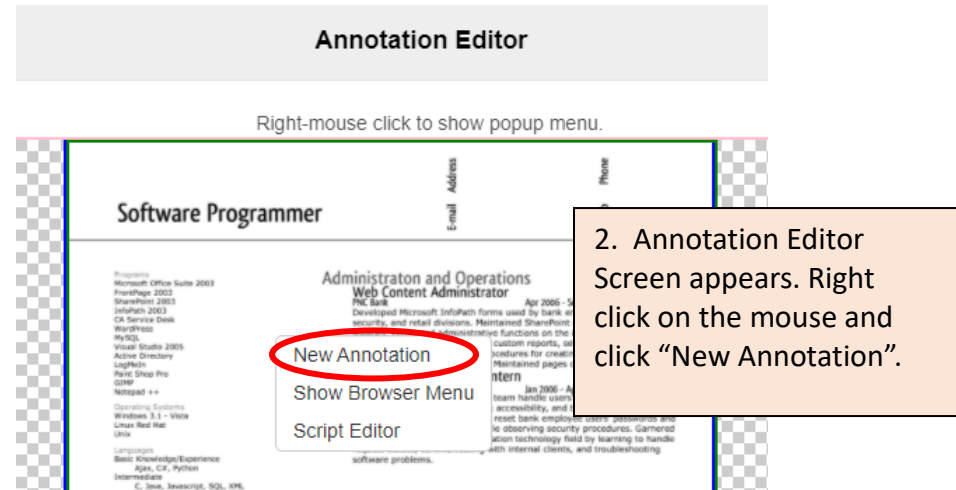 Annotation Editor
Right-mouse click to show popup menu.
Address
Phone
E-mail
Software Programmer
2. Annotation Editor
Screen appears. Right
click on the mouse and
click “New Annotation”.
Programs
Microsoft Office Suite 2003
FrontPage 2003
SharePoint 2003
InfoPath 2003
CA Service Desk
WordPress
MySQL
Visual Studio 2005
Active Directory
LogMeIn
Paint Shop Pro
GIMP
Notepad ++
Operating Systems
Windows 3.1 - Vista
Linux Red Hat
Unix
Languages
Basic Knowledge/Experience
Ajax, C#, Python
Intermediate
C, Java, Javascript, SQL, XML
Administraton and Operations
Web Content Administrator
PNC Bank Apr 2006 -
Developed Microsoft InfoPath forms used by bank
security, and retail divisions. Maintained SharePoint
administrative functions on the
custom reports,
for creating
Maintained pages
Jan 2006 -
team handle users
accessibility, and
reset bank employee users' passwords and
observing security procedures. Garnered
technology field by learning to handle
with internal clients, and troubleshooting
software problems.
New Annotation
Show Browser Menu
Script Editor